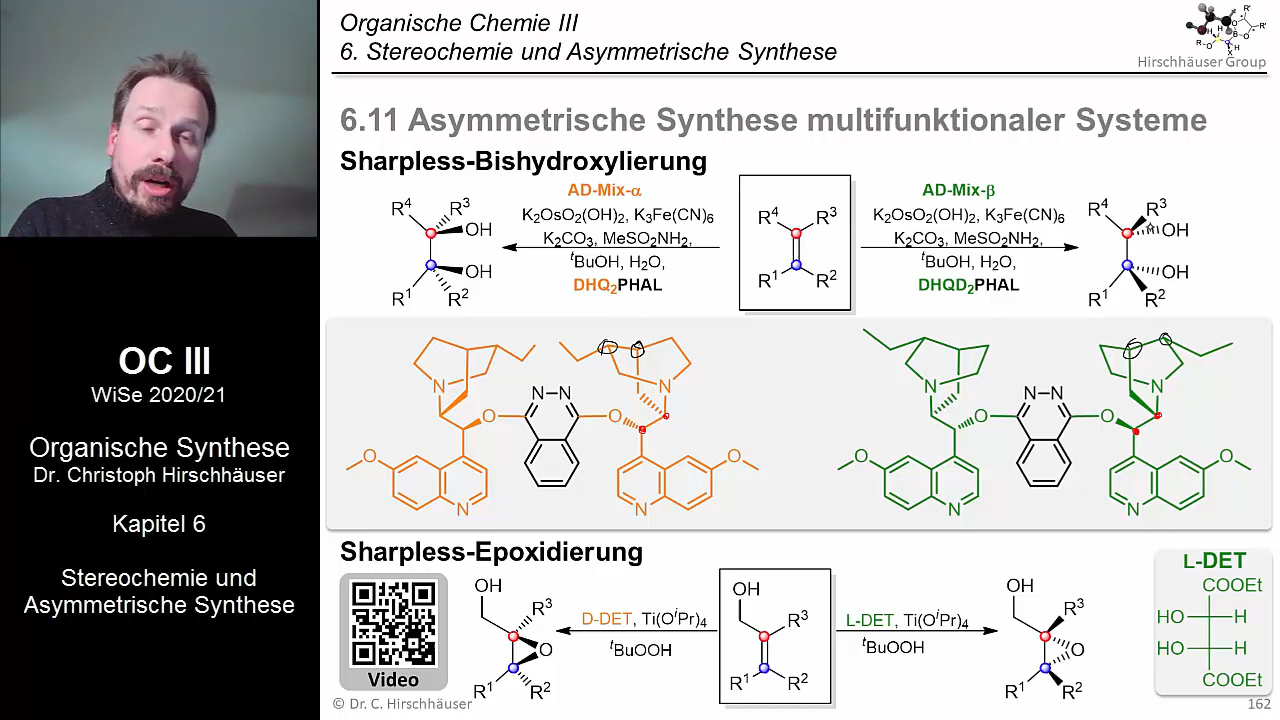 Organische Chemie III
6. Stereochemie und Asymmetrische Synthese
Hirschhäuser Group
6.11 Asymmetrische Synthese multifunktionaler Systeme
Sharpless-Bishydroxylierung
R⁴ R³
OH
OH
R¹ R²
AD-Mix-α
K₂OsO₂(OH)₂, K₃Fe(CN)₆
K₂CO₃, MeSO₂NH₂,
ᵗBuOH, H₂O,
DHQ₂PHAL
R⁴ R³
R¹ R²
AD-Mix-β
K₂OsO₂(OH)₂, K₃Fe(CN)₆
K₂CO₃, MeSO₂NH₂,
ᵗBuOH, H₂O,
DHQD₂PHAL
R⁴ R³
OH
OH
R¹ R²
N N N N
O O
O O
N N
N N N N
O O
O O
N N
Sharpless-Epoxidierung
Video
OH
R³
O
R¹ R²
D-DET, Ti(OⁱPr)₄
ᵗBuOOH
OH
R³
R¹ R²
L-DET, Ti(OⁱPr)₄
ᵗBuOOH
OH
R³
O
R¹ R²
L-DET
COOEt
HO H
HO H
COOEt
© Dr. C. Hirschhäuser
162
OC III
WiSe 2020/21
Organische Synthese
Dr. Christoph Hirschhäuser
Kapitel 6
Stereochemie und
Asymmetrische Synthese